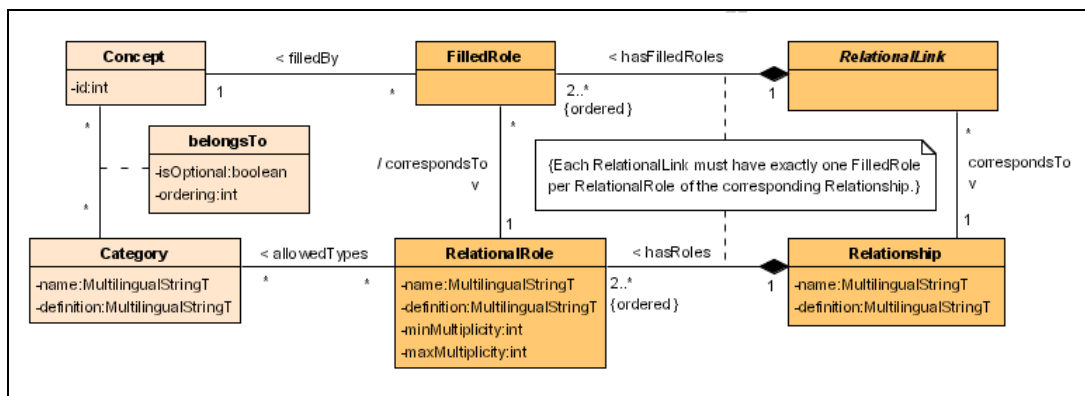 Concept
-id:int
< filledBy
1
*
FilledRole
< hasFilledRoles
2..*
{ordered}
1
RelationalLink
*
belongsTo
-isOptional:boolean
-ordering:int
*
*
/ correspondsTo
v
1
{Each RelationalLink must have exactly one FilledRole
per RelationalRole of the corresponding Relationship.}
*
correspondsTo
v
1
Category
-name:MultilingualStringT
-definition:MultilingualStringT
< allowedTypes
*
*
RelationalRole
-name:MultilingualStringT
-definition:MultilingualStringT
-minMultiplicity:int
-maxMultiplicity:int
< hasRoles
2..*
{ordered}
1
Relationship
-name:MultilingualStringT
-definition:MultilingualStringT